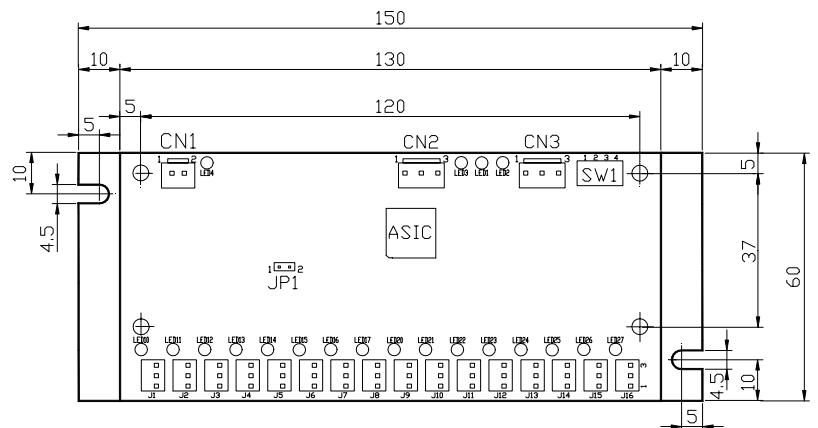 150
10 130 10
5 120
5 CN1 CN2 CN3
1 2 LED4 1 3 LED3 LED1 LED2 1 3 1 2 3 4 SW1
10 5
4.5 ASIC 37 60
1 2
JP1
LED10 LED11 LED12 LED13 LED14 LED15 LED16 LED17 LED20 LED21 LED22 LED23 LED24 LED25 LED26 LED27
3
1
J1 J2 J3 J4 J5 J6 J7 J8 J9 J10 J11 J12 J13 J14 J15 J16
4.5 10
5